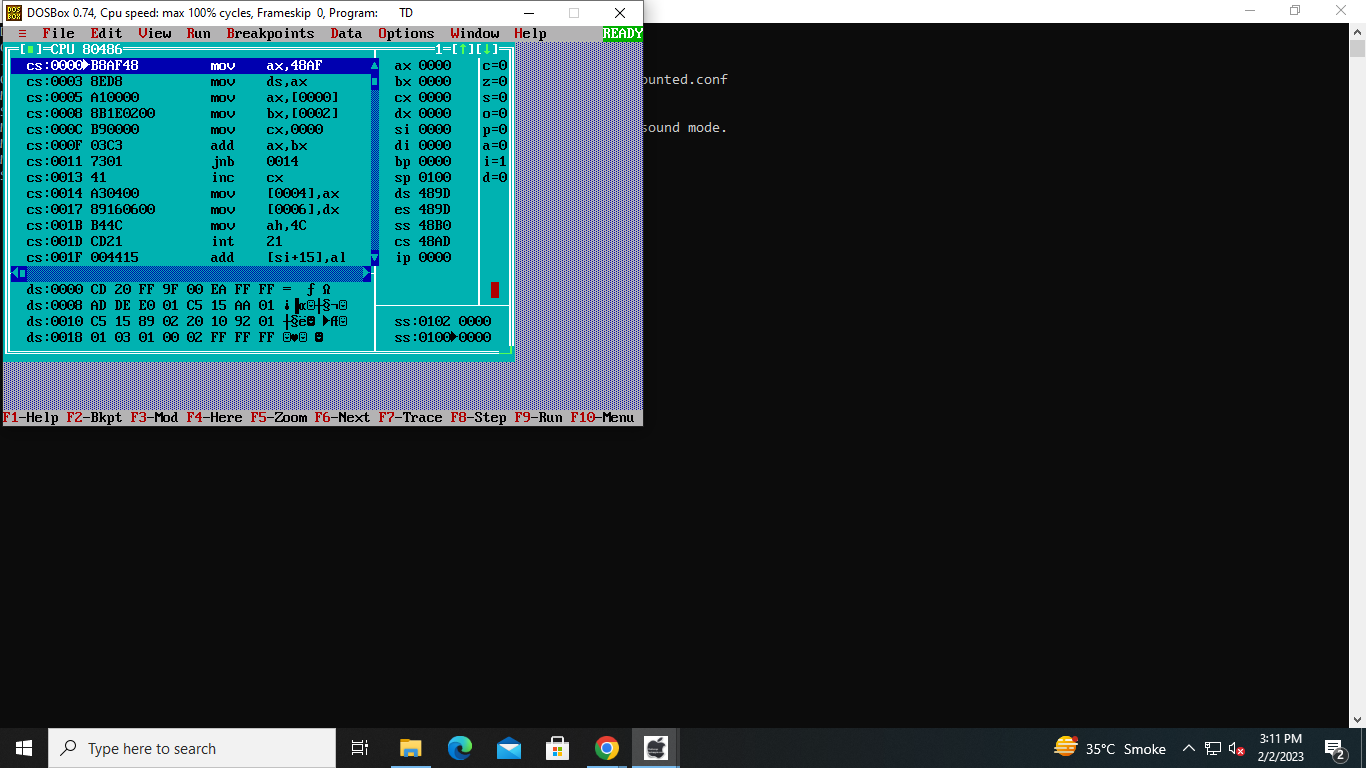 DOSBox 0.74, Cpu speed: max 100% cycles, Frameskip 0, Program: TD
≡ File Edit View Run Breakpoints Data Options Window Help READY
[■]=CPU 80486 1=[↑][↓]
cs:0000►B8AF48 mov ax,48AF ax 0000 c=0
cs:0003 8ED8 mov ds,ax bx 0000 z=0
cs:0005 A10000 mov ax,[0000] cx 0000 s=0
cs:0008 8B1E0200 mov bx,[0002] dx 0000 o=0
cs:000C B90000 mov cx,0000 si 0000 p=0
cs:000F 03C3 add ax,bx di 0000 a=0
cs:0011 7301 jnb 0014 bp 0000 i=1
cs:0013 41 inc cx sp 0100 d=0
cs:0014 A30400 mov [0004],ax ds 489D
cs:0017 89160600 mov [0006],dx es 489D
cs:001B B44C mov ah,4C ss 48B0
cs:001D CD21 int 21 cs 48AD
cs:001F 004415 add [si+15],al ip 0000
ds:0000 CD 20 FF 9F 00 EA FF FF = ƒ Ω
ds:0008 AD DE E0 01 C5 15 AA 01 ¡▐α☺┼§¬☺
ds:0010 C5 15 89 02 20 10 92 01 ┼§ë☻ ►Æ☺ ss:0102 0000
ds:0018 01 03 01 00 02 FF FF FF ☺♥☺ ☻ ss:0100►0000
F1-Help F2-Bkpt F3-Mod F4-Here F5-Zoom F6-Next F7-Trace F8-Step F9-Run F10-Menu
ounted.conf
sound mode.
Type here to search
35°C Smoke
3:11 PM
2/2/2023
2